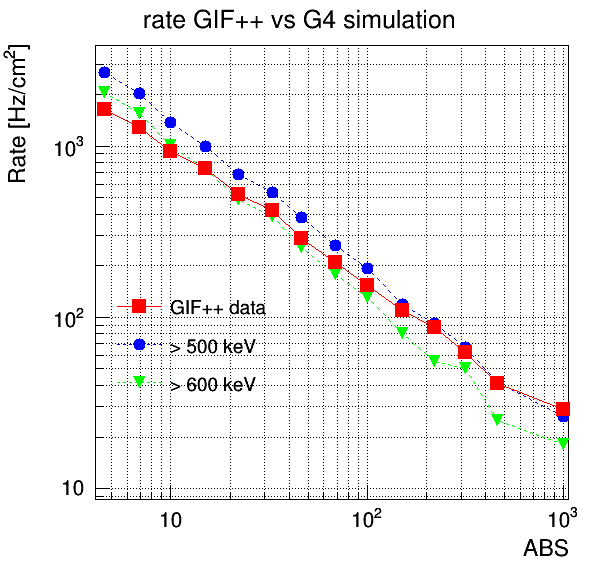 rate GIF++ vs G4 simulation
Rate [Hz/cm²]
10³
10²
10
GIF++ data
> 500 keV
> 600 keV
10
10²
10³
ABS